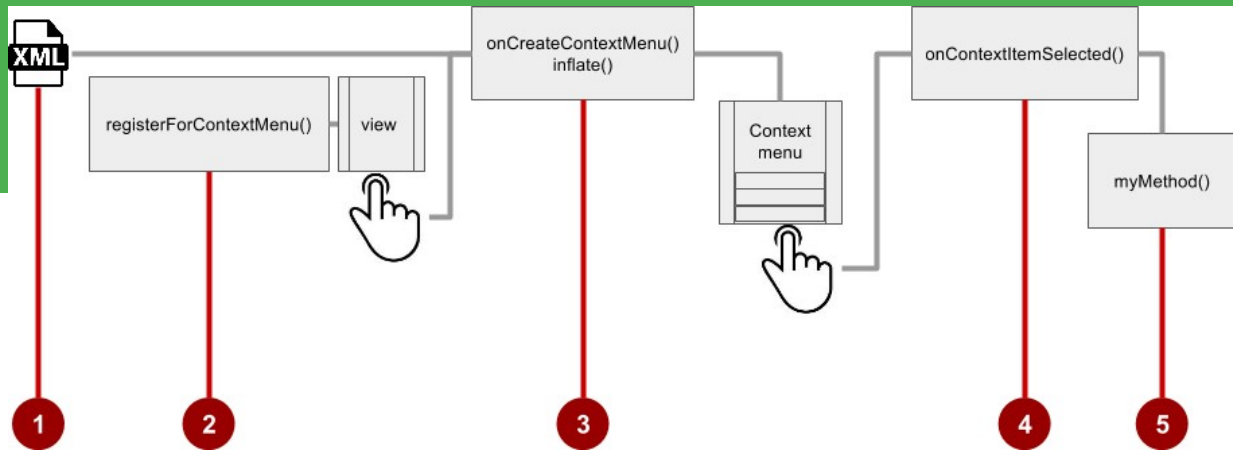 XML
registerForContextMenu()
view
onCreateContextMenu()
inflate()
Context
menu
onContextItemSelected()
myMethod()
1
2
3
4
5